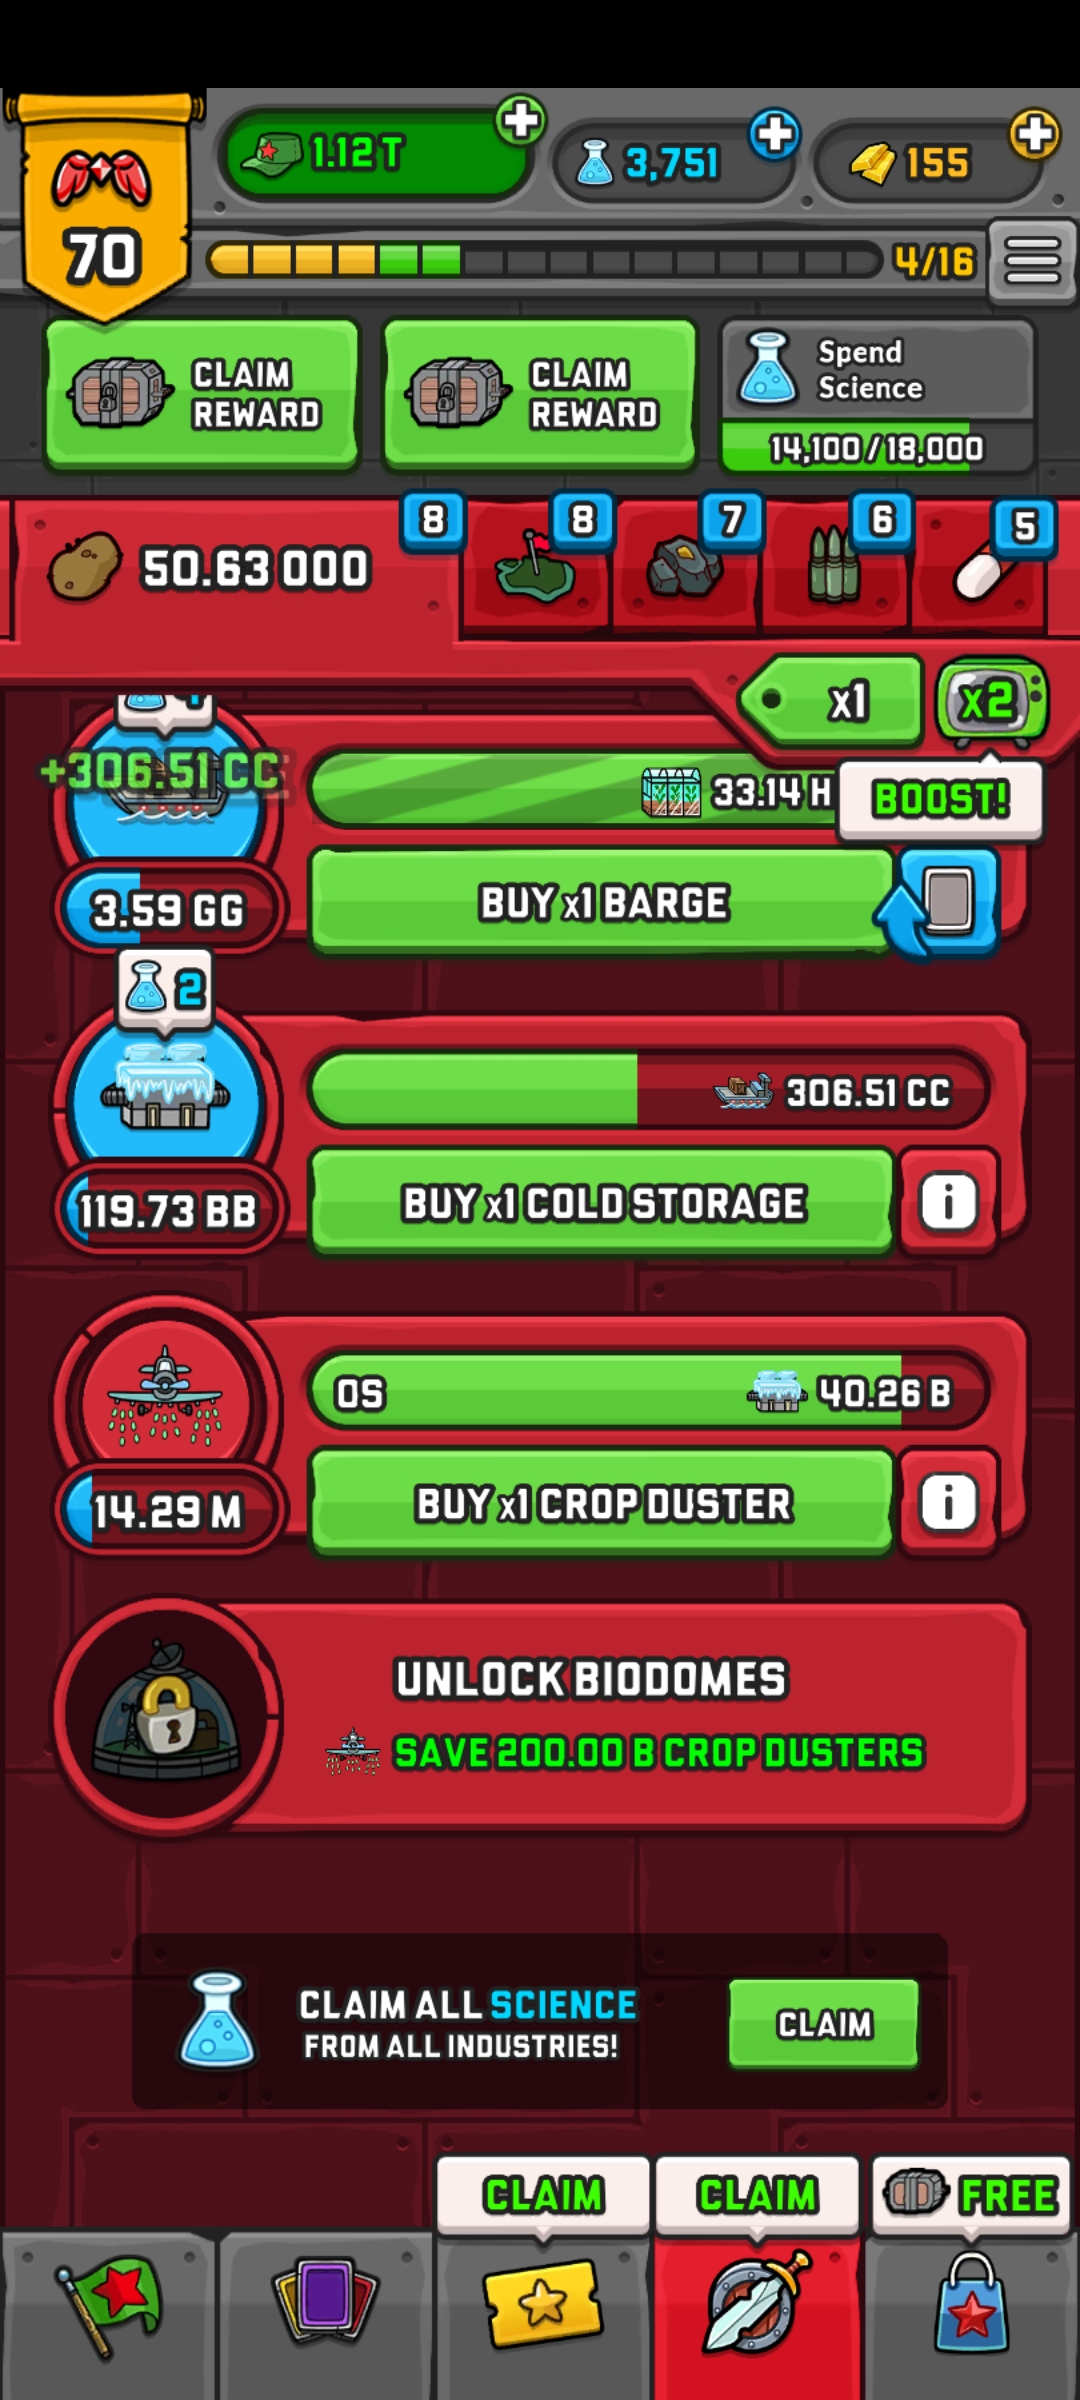 1.12 T
3,751
155
70
4/16
CLAIM
REWARD
CLAIM
REWARD
Spend
Science
14,100/18,000
50.63 000
8
8
7
6
5
x1
x2
+306.51 CC
33.14 H
BOOST!
3.59 GG
BUY x1 BARGE
2
306.51 CC
119.73 BB
BUY x1 COLD STORAGE
i
0S
40.26 B
14.29 M
BUY x1 CROP DUSTER
i
UNLOCK BIODOMES
SAVE 200.00 B CROP DUSTERS
CLAIM ALL SCIENCE
FROM ALL INDUSTRIES!
CLAIM
CLAIM
CLAIM
FREE